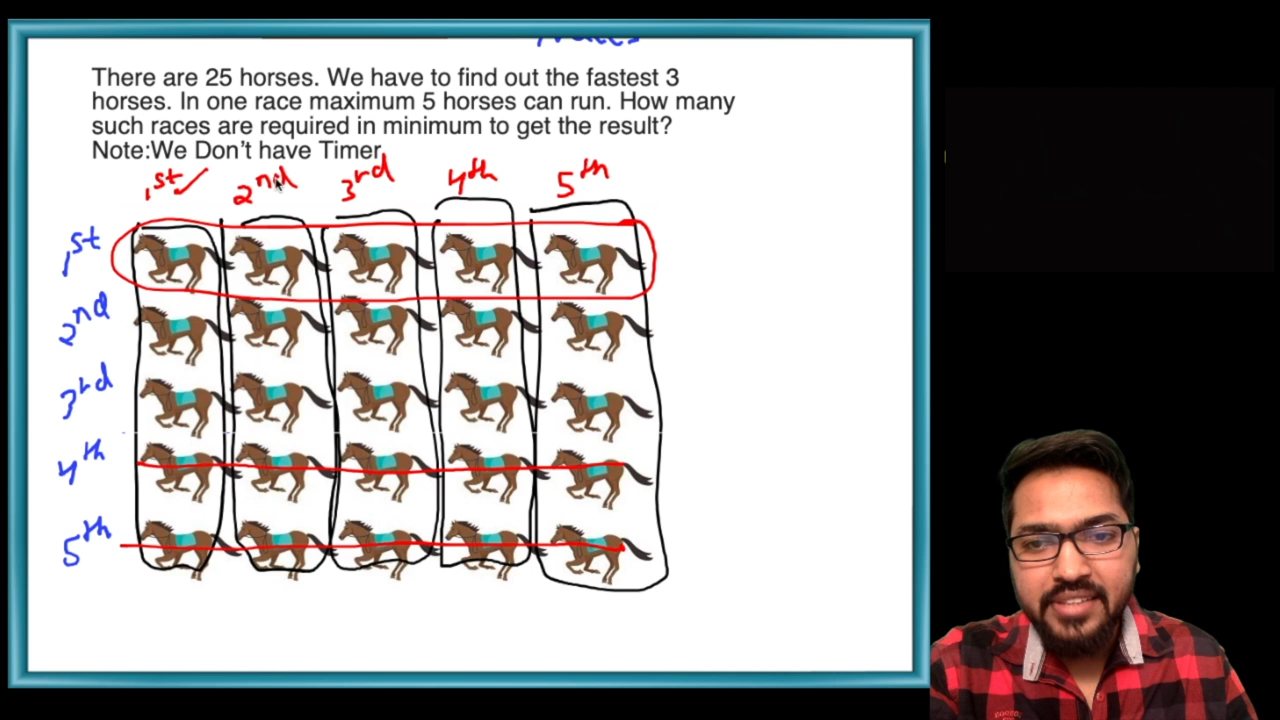 There are 25 horses. We have to find out the fastest 3
horses. In one race maximum 5 horses can run. How many
such races are required in minimum to get the result?
Note:We Don't have Timer.
1st ✓ 2nd 3rd 4th 5th
1st
2nd
3rd
4th
5th